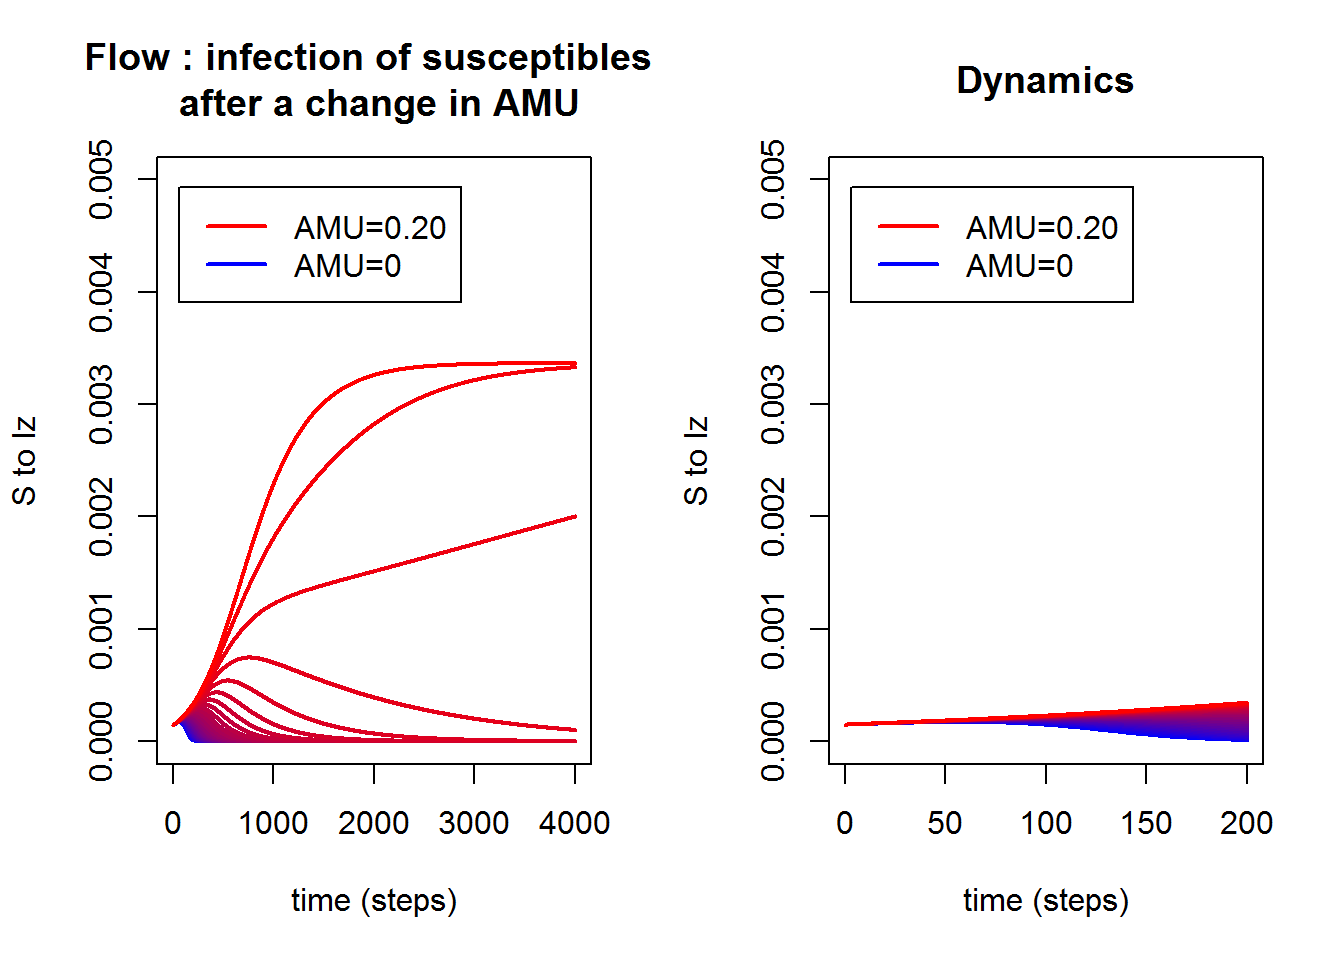 Flow : infection of susceptibles
after a change in AMU
S to Iz
0.005
0.004
0.003
0.002
0.001
0.000
AMU=0.20
AMU=0
0 1000 2000 3000 4000
time (steps)
Dynamics
S to Iz
0.005
0.004
0.003
0.002
0.001
0.000
AMU=0.20
AMU=0
0 50 100 150 200
time (steps)